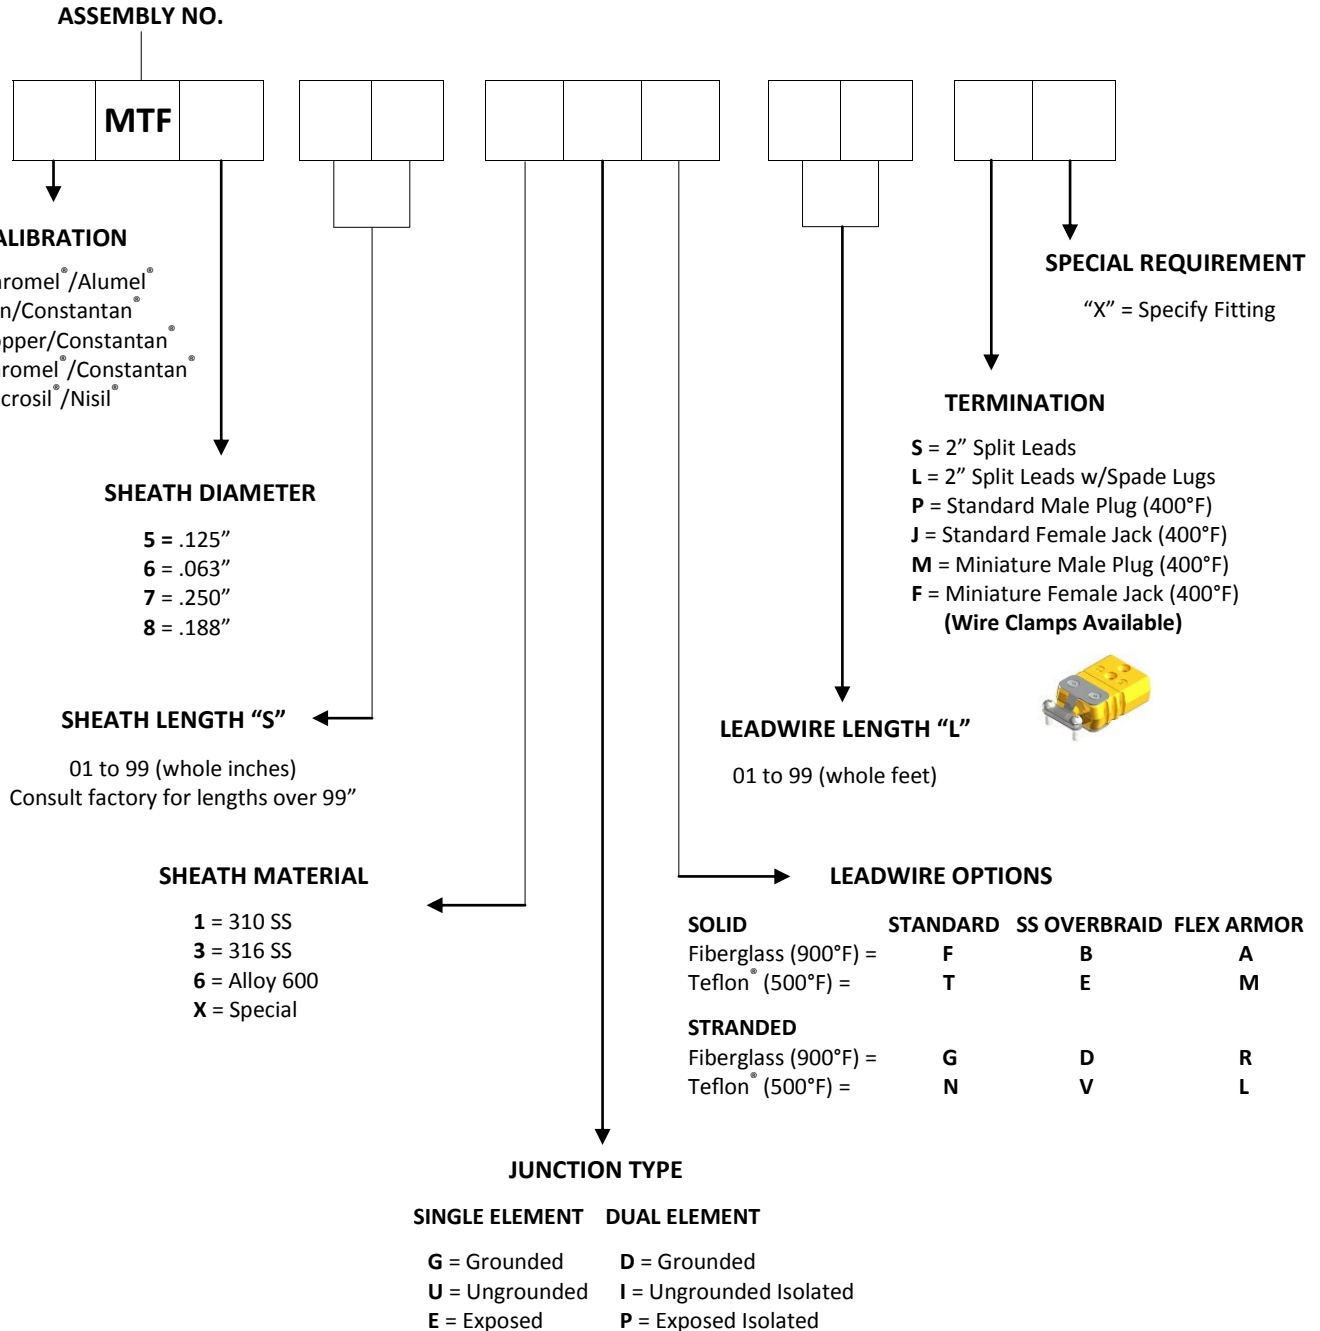 ASSEMBLY NO.
MTF
ALIBRATION
romel®/Alumel®
n/Constantan®
pper/Constantan®
romel®/Constantan®
crosil®/Nisil®
SHEATH DIAMETER
5 = .125”
6 = .063”
7 = .250”
8 = .188”
SHEATH LENGTH “S”
01 to 99 (whole inches)
Consult factory for lengths over 99”
SHEATH MATERIAL
1 = 310 SS
3 = 316 SS
6 = Alloy 600
X = Special
JUNCTION TYPE
SINGLE ELEMENT DUAL ELEMENT
G = Grounded D = Grounded
U = Ungrounded I = Ungrounded Isolated
E = Exposed P = Exposed Isolated
LEADWIRE OPTIONS
SOLID STANDARD SS OVERBRAID FLEX ARMOR
Fiberglass (900°F) = F B A
Teflon® (500°F) = T E M
STRANDED
Fiberglass (900°F) = G D R
Teflon® (500°F) = N V L
LEADWIRE LENGTH “L”
01 to 99 (whole feet)
TERMINATION
S = 2” Split Leads
L = 2” Split Leads w/Spade Lugs
P = Standard Male Plug (400°F)
J = Standard Female Jack (400°F)
M = Miniature Male Plug (400°F)
F = Miniature Female Jack (400°F)
(Wire Clamps Available)
SPECIAL REQUIREMENT
“X” = Specify Fitting